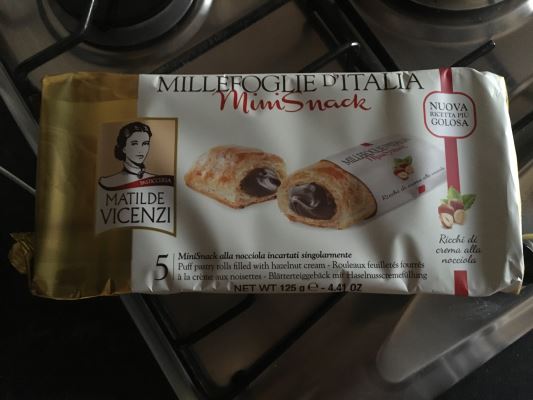 MILLEFOGLIE D'ITALIA
MiniSnack
NUOVA
RICETTA PIÙ
GOLOSA
PASTICCERIA
MATILDE
VICENZI
Ricchi di
crema alla
nocciola
5 MiniSnack alla nocciola incartati singolarmente
Puff pastry rolls filled with hazelnut cream - Rouleaux feuilletés fourrés
à la crème aux noisettes - Blätterteiggebäck mit Haselnusscremefüllung
NET WT 125 g e - 4.41 OZ